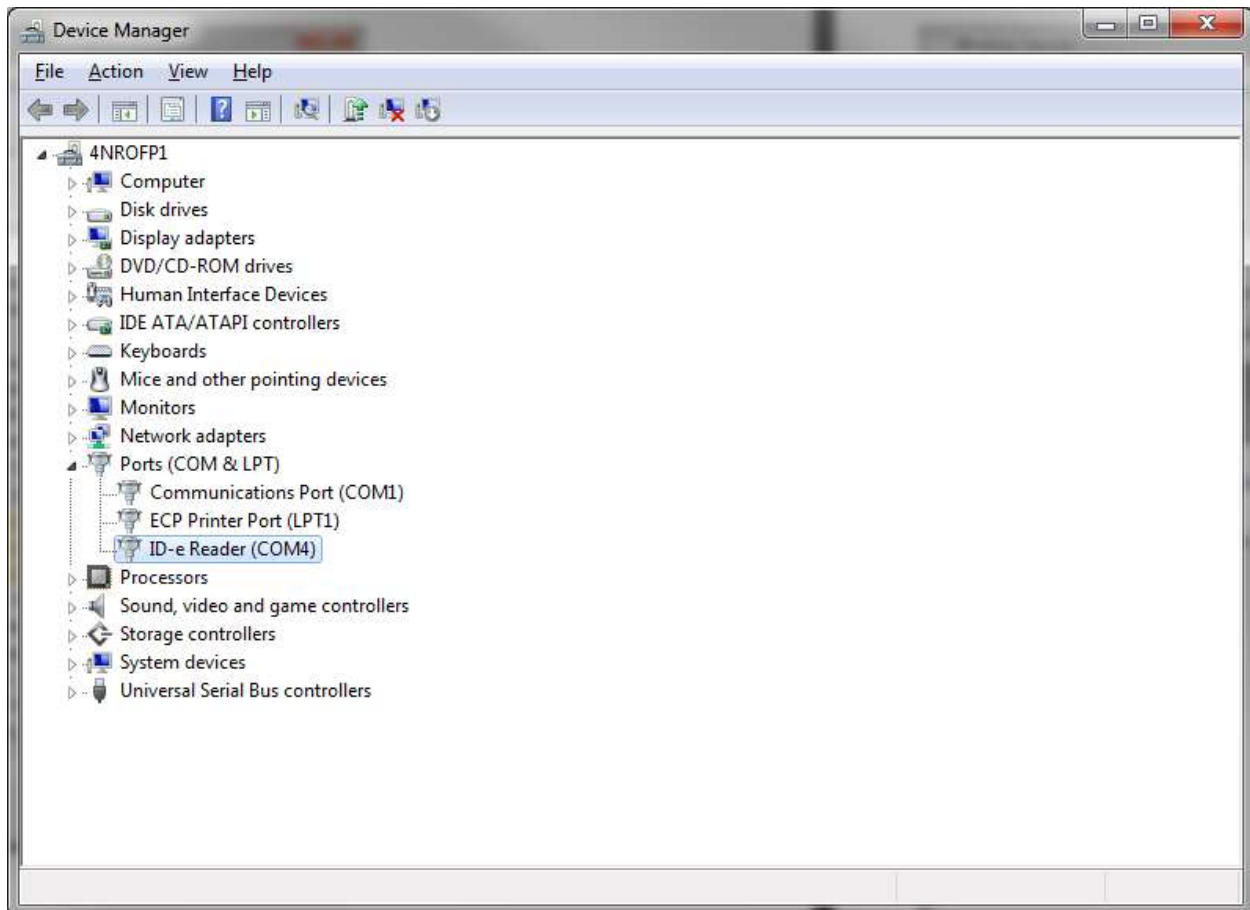 Device Manager
File Action View Help
4NROFP1
Computer
Disk drives
Display adapters
DVD/CD-ROM drives
Human Interface Devices
IDE ATA/ATAPI controllers
Keyboards
Mice and other pointing devices
Monitors
Network adapters
Ports (COM & LPT)
Communications Port (COM1)
ECP Printer Port (LPT1)
ID-e Reader (COM4)
Processors
Sound, video and game controllers
Storage controllers
System devices
Universal Serial Bus controllers